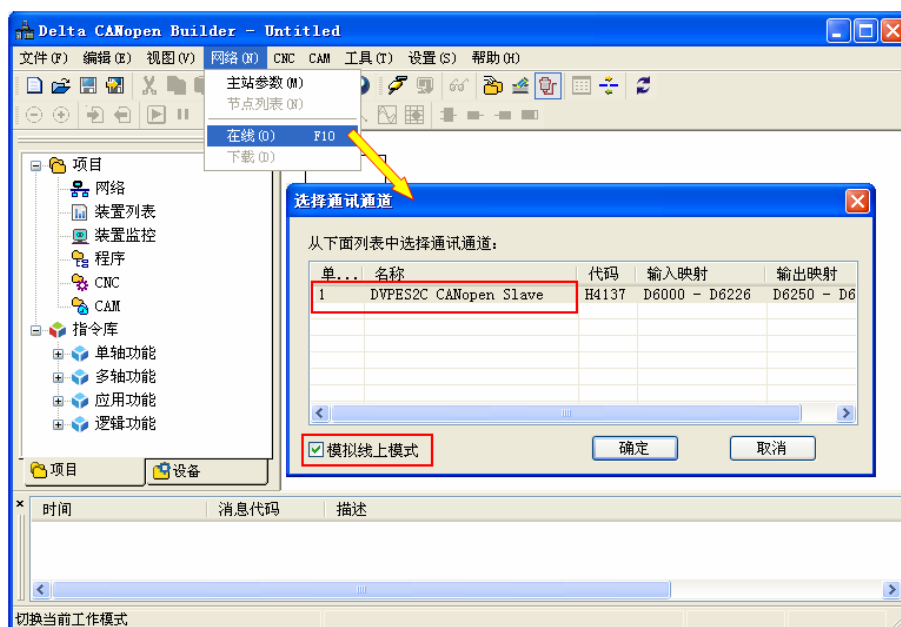 Delta CANopen Builder - Untitled
文件(F) 编辑(E) 视图(V) 网络(N) CNC CAM 工具(T) 设置(S) 帮助(H)
主站参数(M)
节点列表(N)
在线(O) F10
下载(D)
项目
网络
装置列表
装置监控
程序
CNC
CAM
指令库
单轴功能
多轴功能
应用功能
逻辑功能
选择通讯通道
从下面列表中选择通讯通道:
单... 名称 代码 输入映射 输出映射
1 DVPES2C CANopen Slave H4137 D6000 - D6226 D6250 - D6
模拟线上模式
确定 取消
项目 设备
时间 消息代码 描述
切换当前工作模式